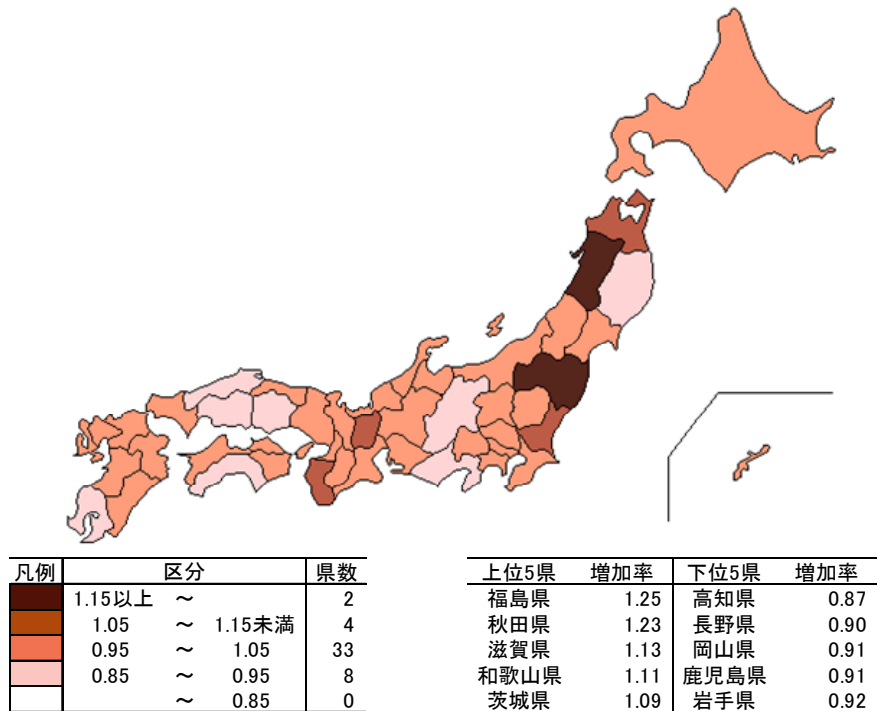 凡例 区分 県数
1.15以上 ～ 2
1.05 ～ 1.15未満 4
0.95 ～ 1.05 33
0.85 ～ 0.95 8
～ 0.85 0
上位5県 増加率 下位5県 増加率
福島県 1.25 高知県 0.87
秋田県 1.23 長野県 0.90
滋賀県 1.13 岡山県 0.91
和歌山県 1.11 鹿児島県 0.91
茨城県 1.09 岩手県 0.92